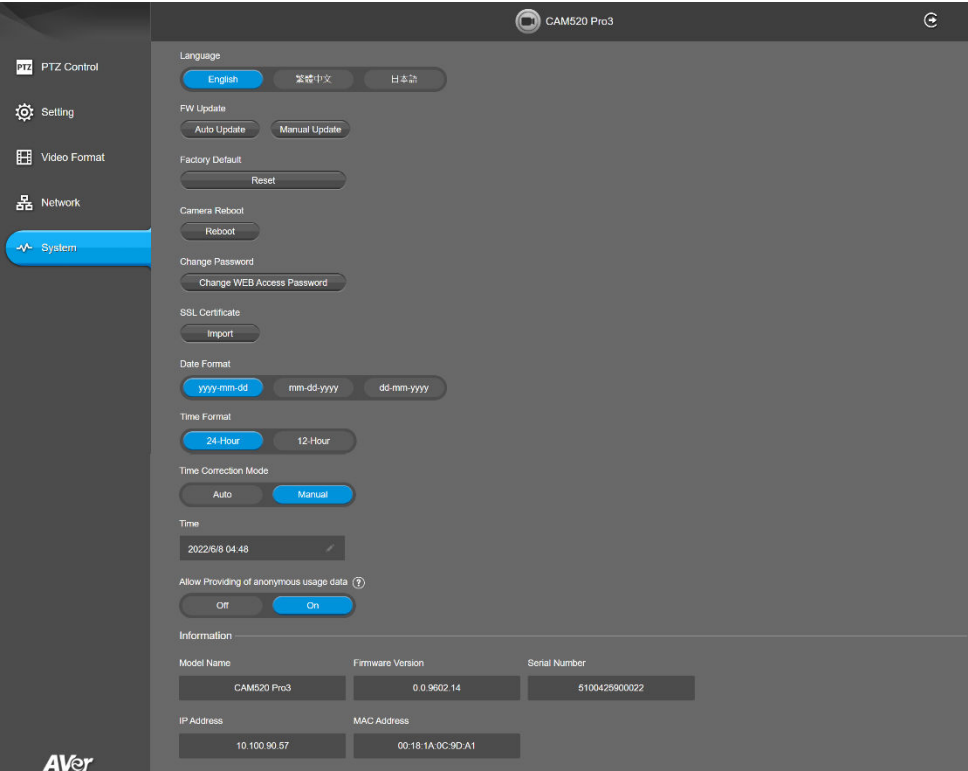 CAM520 Pro3
PTZ PTZ Control
Setting
Video Format
Network
System
Language
English 繁體中文 日本語
FW Update
Auto Update Manual Update
Factory Default
Reset
Camera Reboot
Reboot
Change Password
Change WEB Access Password
SSL Certificate
Import
Date Format
yyyy-mm-dd mm-dd-yyyy dd-mm-yyyy
Time Format
24-Hour 12-Hour
Time Correction Mode
Auto Manual
Time
2022/6/8 04:48
Allow Providing of anonymous usage data ?
Off On
Information
Model Name Firmware Version Serial Number
CAM520 Pro3 0.0.9602.14 5100425900022
IP Address MAC Address
10.100.90.57 00:18:1A:0C:9D:A1
AVer